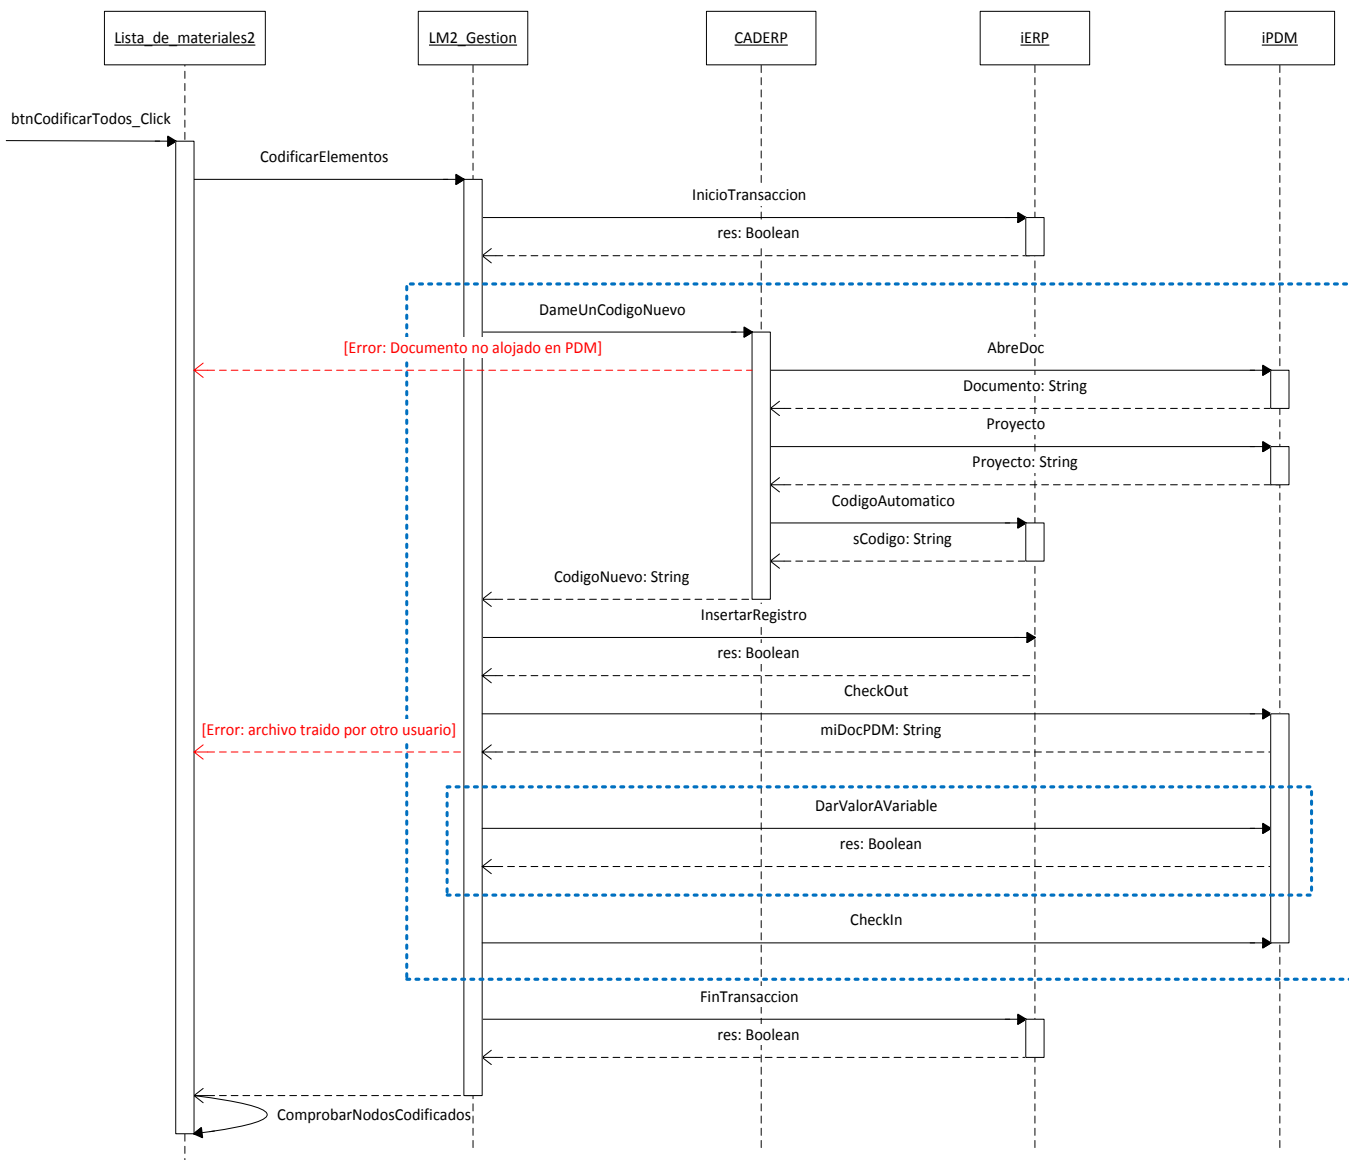 Lista_de_materiales2
LM2_Gestion
CADERP
iERP
iPDM
btnCodificarTodos_Click
CodificarElementos
InicioTransaccion
res: Boolean
DameUnCodigoNuevo
[Error: Documento no alojado en PDM]
AbreDoc
Documento: String
Proyecto
Proyecto: String
CodigoAutomatico
sCodigo: String
CodigoNuevo: String
InsertarRegistro
res: Boolean
CheckOut
[Error: archivo traido por otro usuario]
miDocPDM: String
DarValorAVariable
res: Boolean
CheckIn
FinTransaccion
res: Boolean
ComprobarNodosCodificados